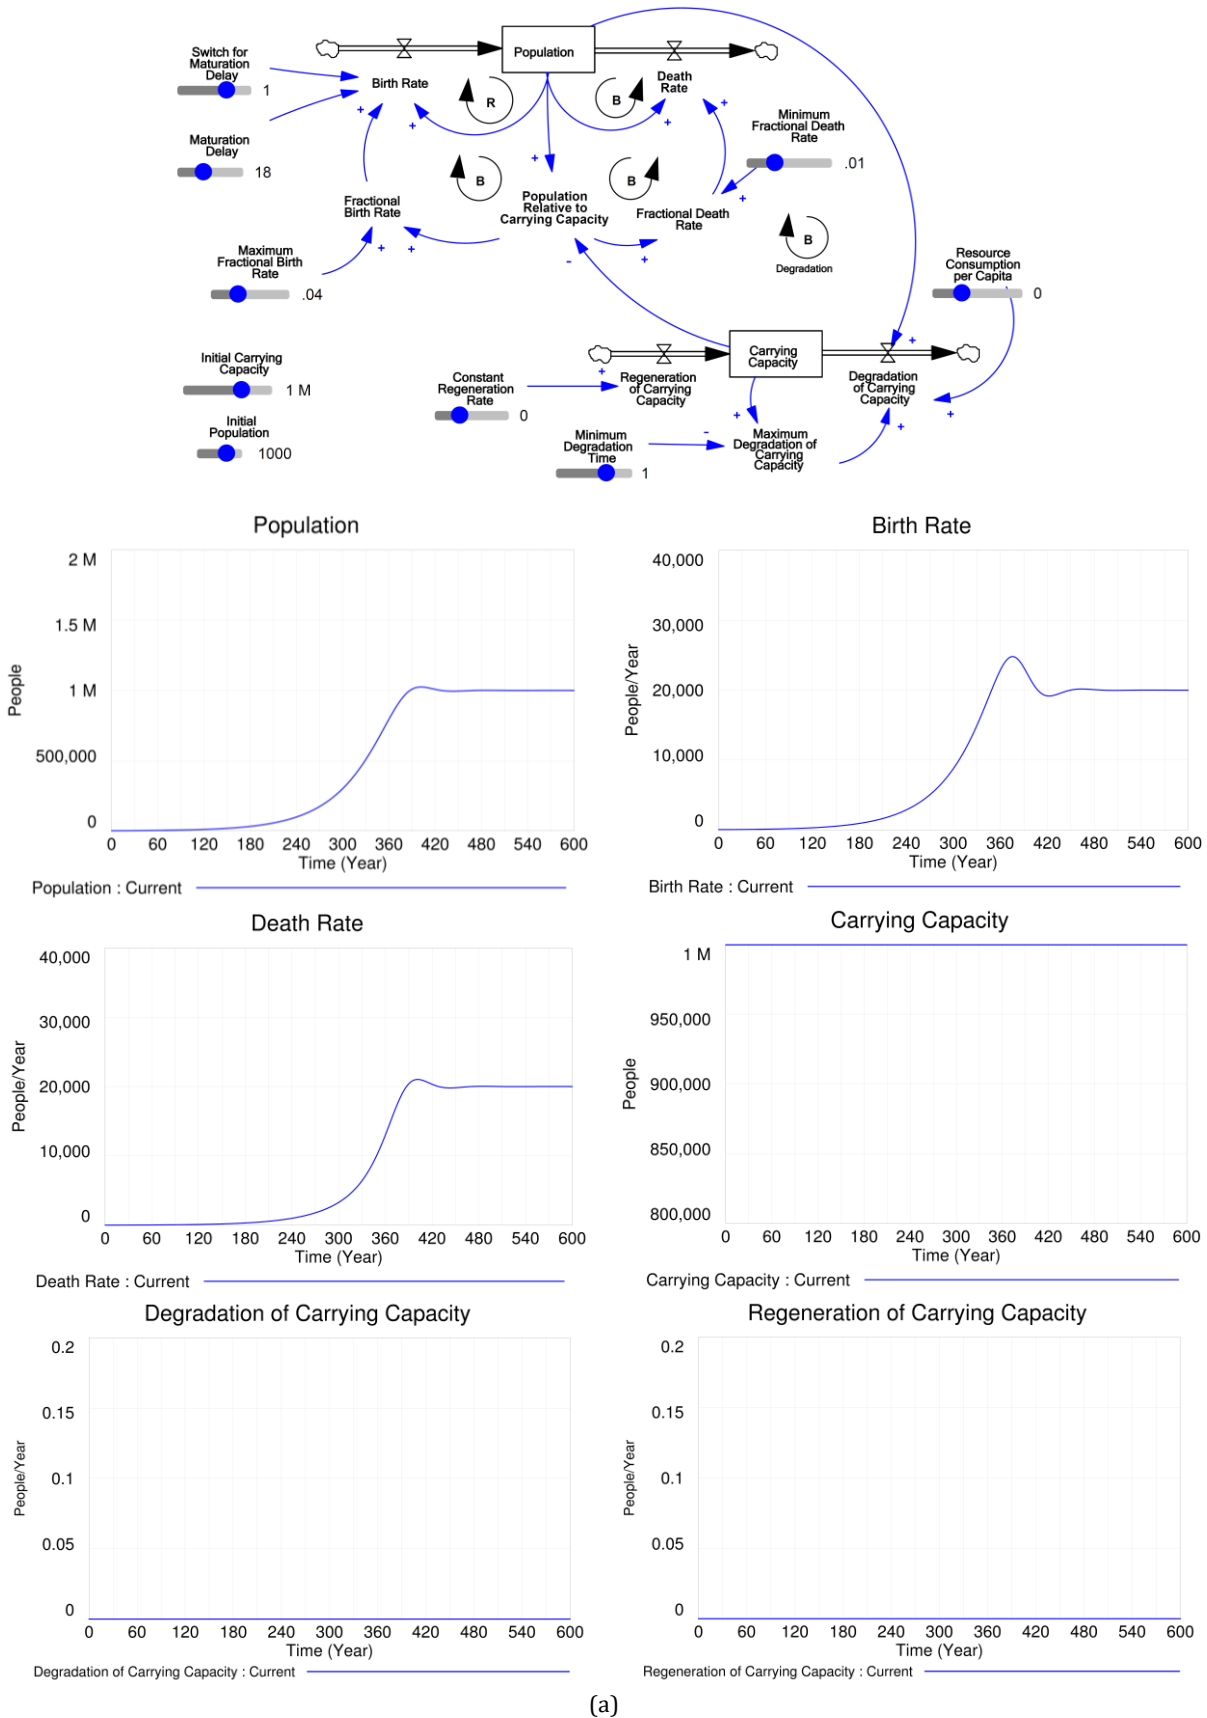 Switch for
Maturation
Delay
1
Maturation
Delay
18
Birth Rate
Population
Death
Rate
R
B
Minimum
Fractional Death
Rate
.01
B
B
Fractional
Birth Rate
Population
Relative to
Carrying Capacity
Fractional Death
Rate
B
Degradation
Maximum
Fractional Birth
Rate
.04
Resource
Consumption
per Capita
0
Initial Carrying
Capacity
1 M
Initial
Population
1000
Constant
Regeneration
Rate
0
Regeneration
of Carrying
Capacity
Carrying
Capacity
Degradation
of Carrying
Capacity
Minimum
Degradation
Time
1
Maximum
Degradation of
Carrying
Capacity
+ + + + + + + + + + + + + + + + + - -
Population
2 M
1.5 M
1 M
500,000
0
People
0 60 120 180 240 300 360 420 480 540 600
Time (Year)
Population : Current
Birth Rate
40,000
30,000
20,000
10,000
0
People/Year
0 60 120 180 240 300 360 420 480 540 600
Time (Year)
Birth Rate : Current
Death Rate
40,000
30,000
20,000
10,000
0
People/Year
0 60 120 180 240 300 360 420 480 540 600
Time (Year)
Death Rate : Current
Carrying Capacity
1 M
950,000
900,000
850,000
800,000
People
0 60 120 180 240 300 360 420 480 540 600
Time (Year)
Carrying Capacity : Current
Degradation of Carrying Capacity
0.2
0.15
0.1
0.05
0
People/Year
0 60 120 180 240 300 360 420 480 540 600
Time (Year)
Degradation of Carrying Capacity : Current
Regeneration of Carrying Capacity
0.2
0.15
0.1
0.05
0
People/Year
0 60 120 180 240 300 360 420 480 540 600
Time (Year)
Regeneration of Carrying Capacity : Current
(a)